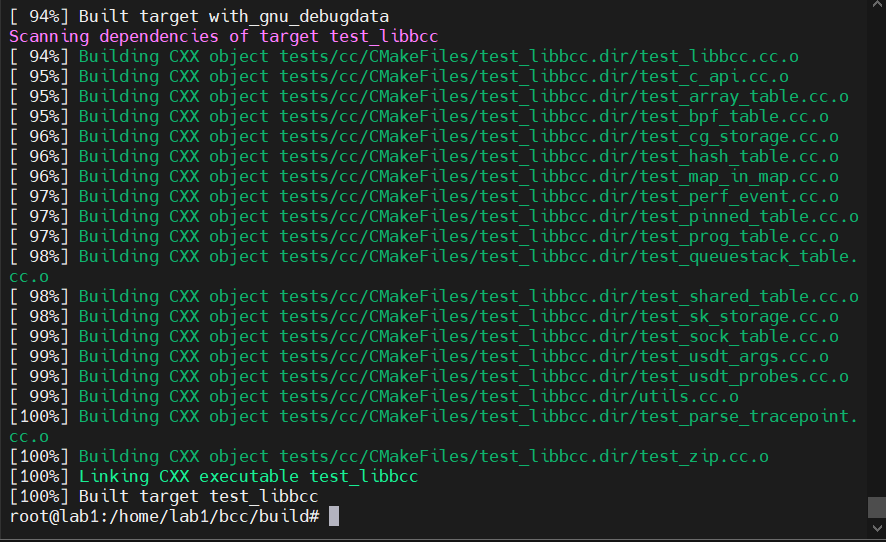 [ 94%] Built target with_gnu_debugdata
Scanning dependencies of target test_libbcc
[ 94%] Building CXX object tests/cc/CMakeFiles/test_libbcc.dir/test_libbcc.cc.o
[ 95%] Building CXX object tests/cc/CMakeFiles/test_libbcc.dir/test_c_api.cc.o
[ 95%] Building CXX object tests/cc/CMakeFiles/test_libbcc.dir/test_array_table.cc.o
[ 95%] Building CXX object tests/cc/CMakeFiles/test_libbcc.dir/test_bpf_table.cc.o
[ 96%] Building CXX object tests/cc/CMakeFiles/test_libbcc.dir/test_cg_storage.cc.o
[ 96%] Building CXX object tests/cc/CMakeFiles/test_libbcc.dir/test_hash_table.cc.o
[ 96%] Building CXX object tests/cc/CMakeFiles/test_libbcc.dir/test_map_in_map.cc.o
[ 97%] Building CXX object tests/cc/CMakeFiles/test_libbcc.dir/test_perf_event.cc.o
[ 97%] Building CXX object tests/cc/CMakeFiles/test_libbcc.dir/test_pinned_table.cc.o
[ 97%] Building CXX object tests/cc/CMakeFiles/test_libbcc.dir/test_prog_table.cc.o
[ 98%] Building CXX object tests/cc/CMakeFiles/test_libbcc.dir/test_queuestack_table.
cc.o
[ 98%] Building CXX object tests/cc/CMakeFiles/test_libbcc.dir/test_shared_table.cc.o
[ 98%] Building CXX object tests/cc/CMakeFiles/test_libbcc.dir/test_sk_storage.cc.o
[ 99%] Building CXX object tests/cc/CMakeFiles/test_libbcc.dir/test_sock_table.cc.o
[ 99%] Building CXX object tests/cc/CMakeFiles/test_libbcc.dir/test_usdt_args.cc.o
[ 99%] Building CXX object tests/cc/CMakeFiles/test_libbcc.dir/test_usdt_probes.cc.o
[ 99%] Building CXX object tests/cc/CMakeFiles/test_libbcc.dir/utils.cc.o
[100%] Building CXX object tests/cc/CMakeFiles/test_libbcc.dir/test_parse_tracepoint.
cc.o
[100%] Building CXX object tests/cc/CMakeFiles/test_libbcc.dir/test_zip.cc.o
[100%] Linking CXX executable test_libbcc
[100%] Built target test_libbcc
root@lab1:/home/lab1/bcc/build#